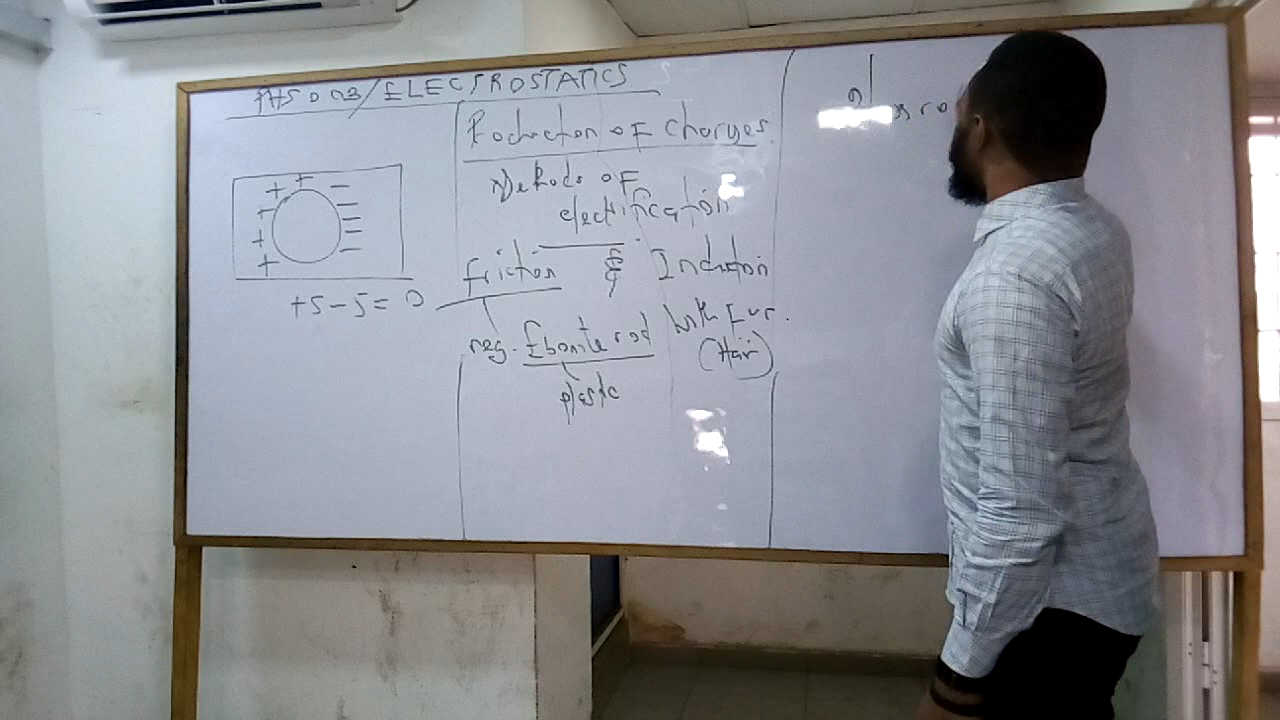 PHS 003/ELECTROSTATICS
+ + + + +
− − − − −
+5-5=0
Production of Charges.
Methods of
electrification
friction & Induction
neg. Ebonite rod with Fur.
(Hair)
plastic